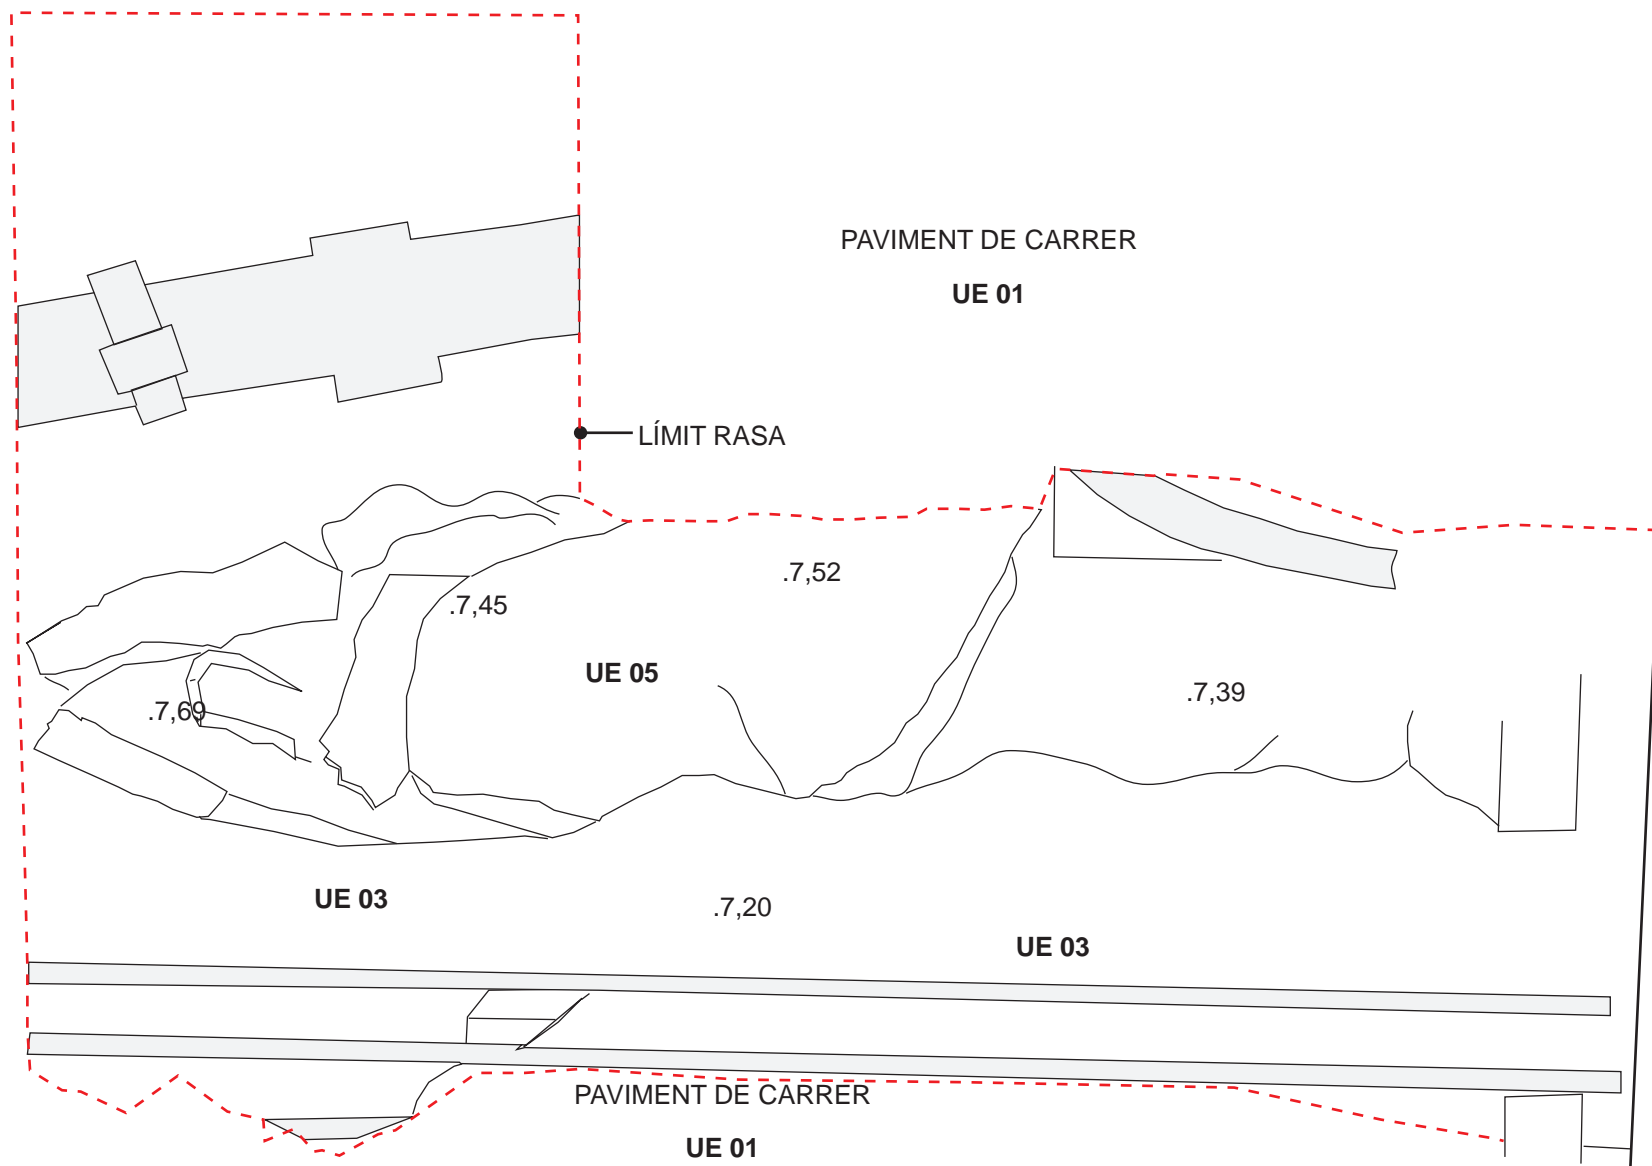 PAVIMENT DE CARRER
UE 01
LÍMIT RASA
.7,52
.7,45
UE 05
.7,39
.7,69
UE 03
.7,20
UE 03
PAVIMENT DE CARRER
UE 01